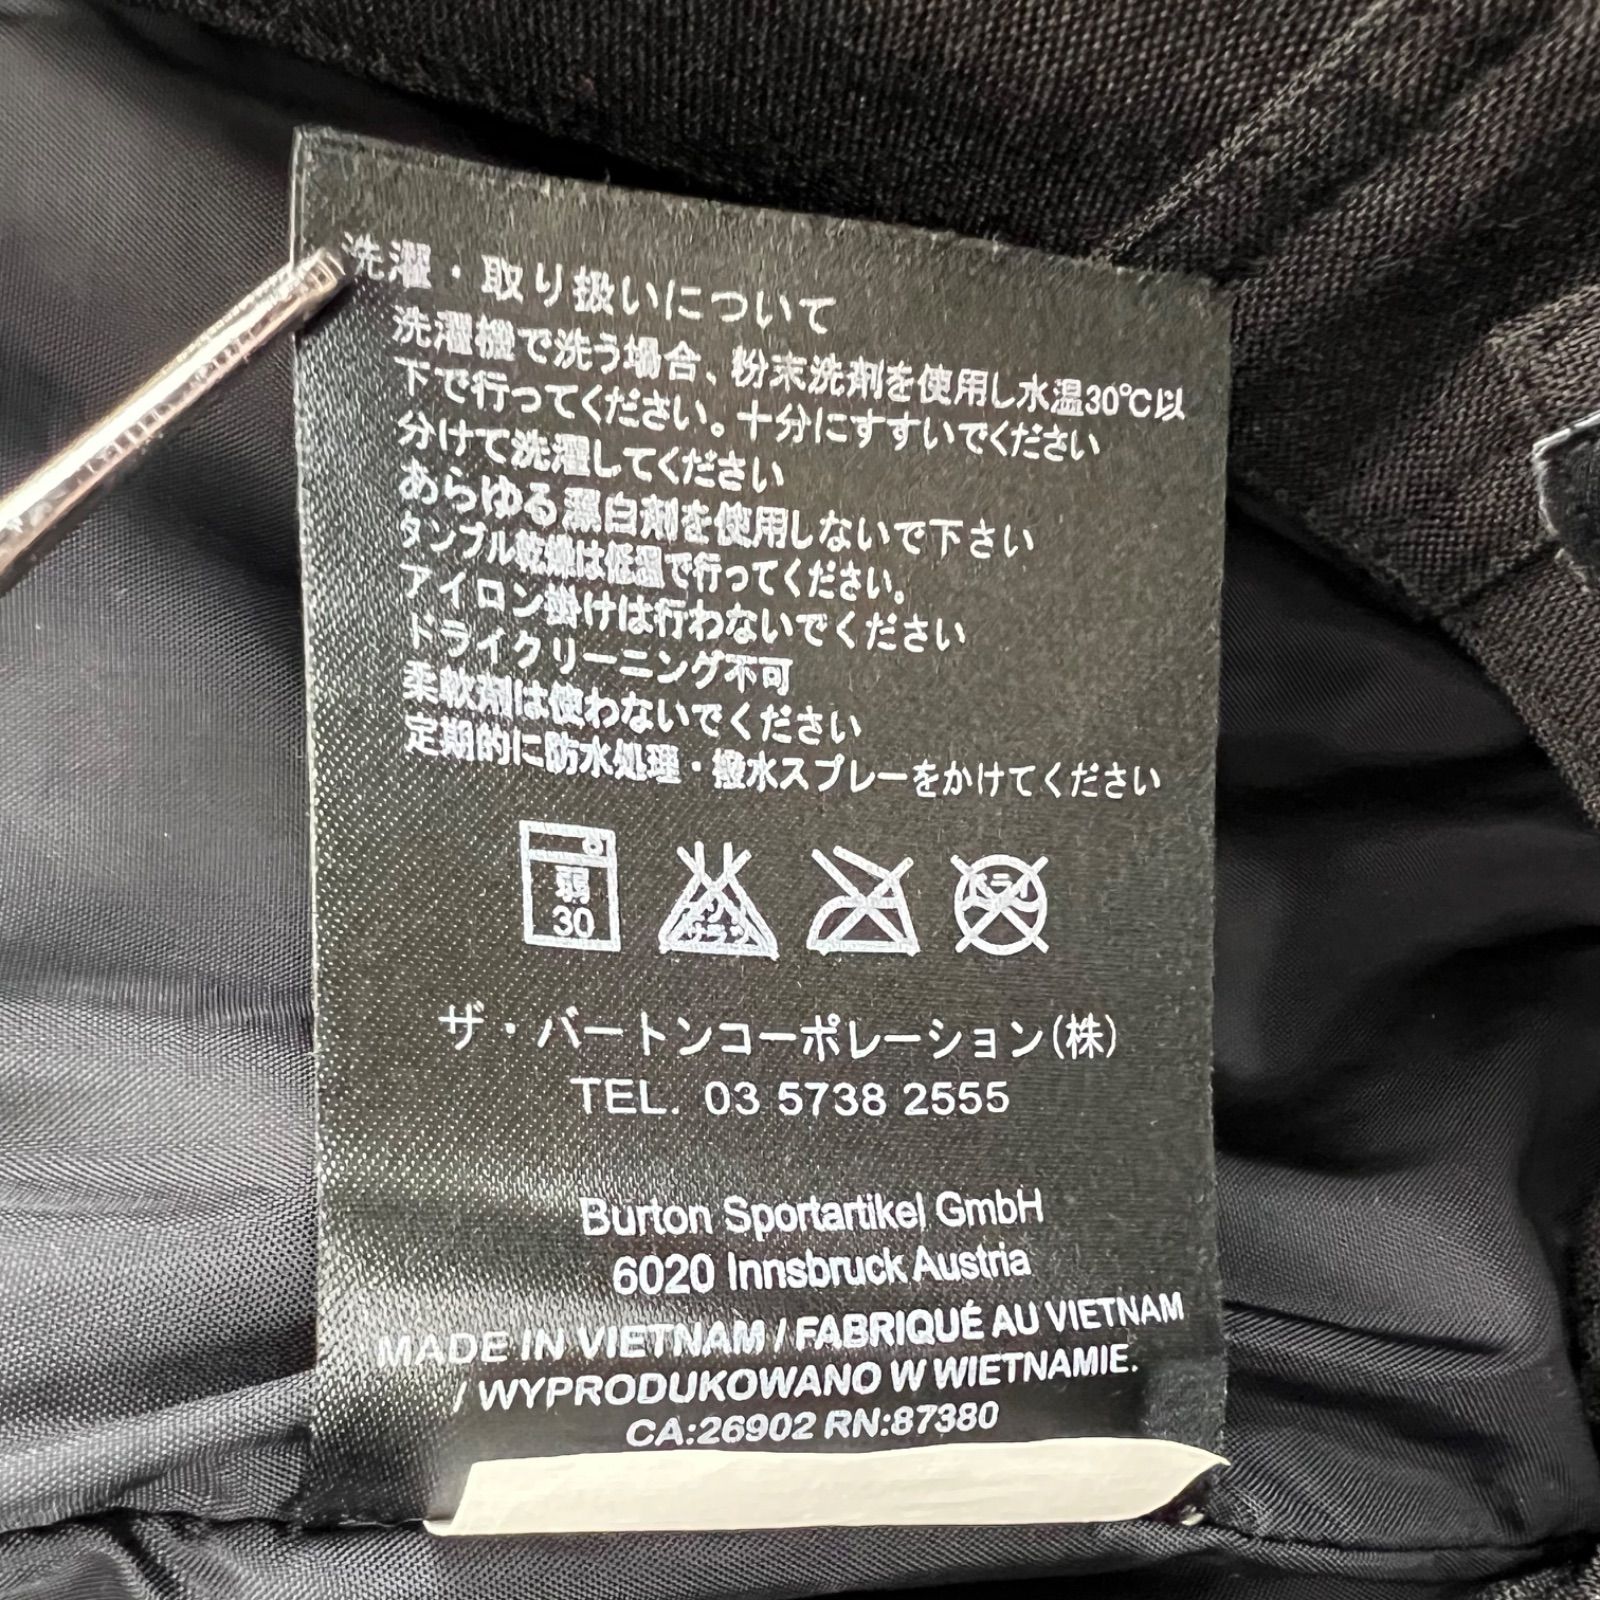 洗濯・取り扱いについて
洗濯機で洗う場合、粉末洗剤を使用し水温30℃以
下で行ってください。十分にすすいでください
分けて洗濯してください
あらゆる漂白剤を使用しないで下さい
タンブル乾燥は低温で行ってください。
アイロン掛けは行わないでください
ドライクリーニング不可
柔軟剤は使わないでください
定期的に防水処理・撥水スプレーをかけてください
弱
30
ドライ
ザ・バートンコーポレーション(株)
TEL. 03 5738 2555
Burton Sportartikel GmbH
6020 Innsbruck Austria
MADE IN VIETNAM / FABRIQUÉ AU VIETNAM
/ WYPRODUKOWANO W WIETNAMIE.
CA:26902 RN:87380